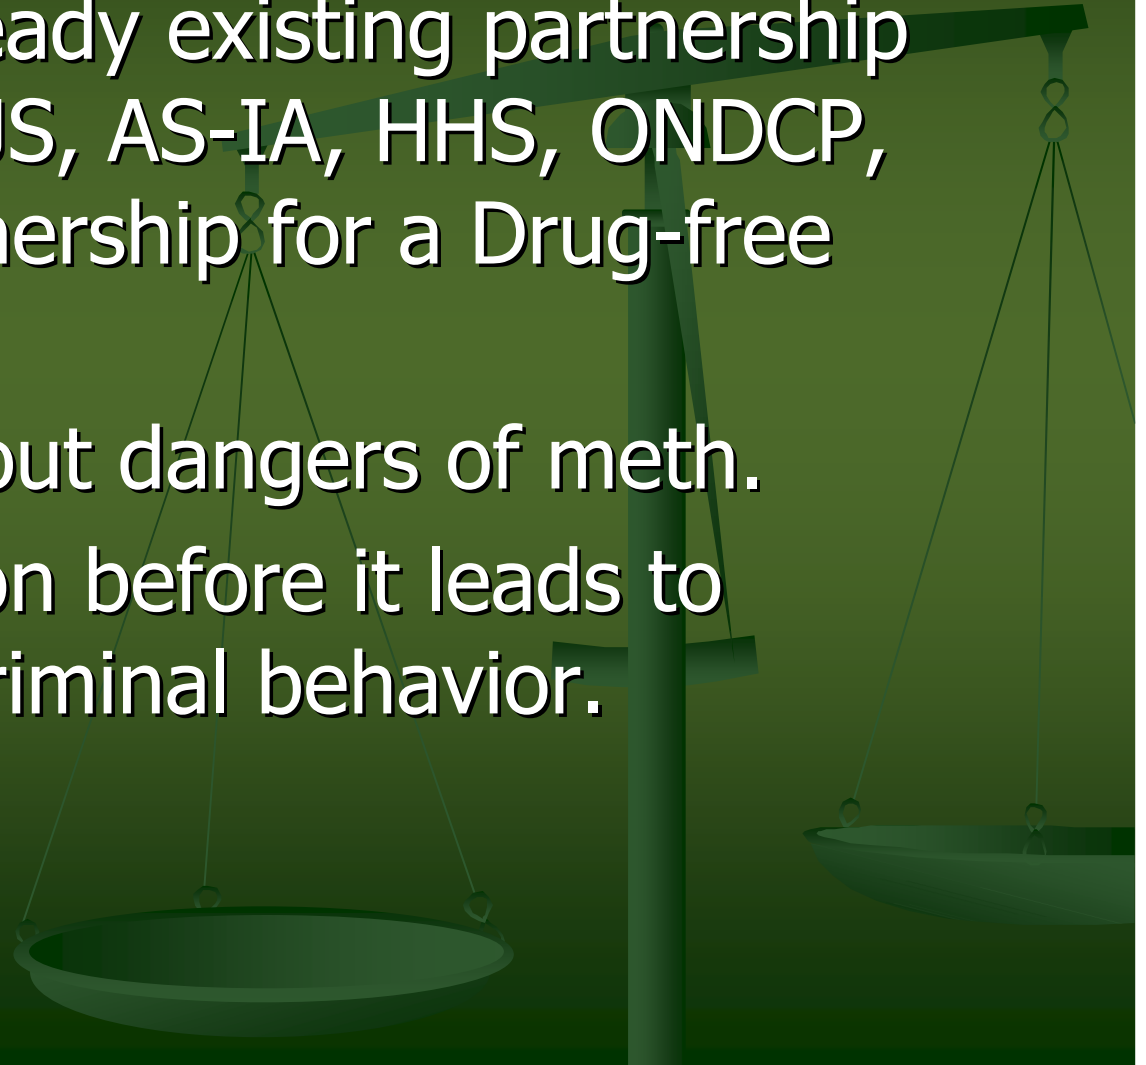 eady existing partnership
JS, AS-IA, HHS, ONDCP,
nership for a Drug-free
out dangers of meth.
on before it leads to
riminal behavior.